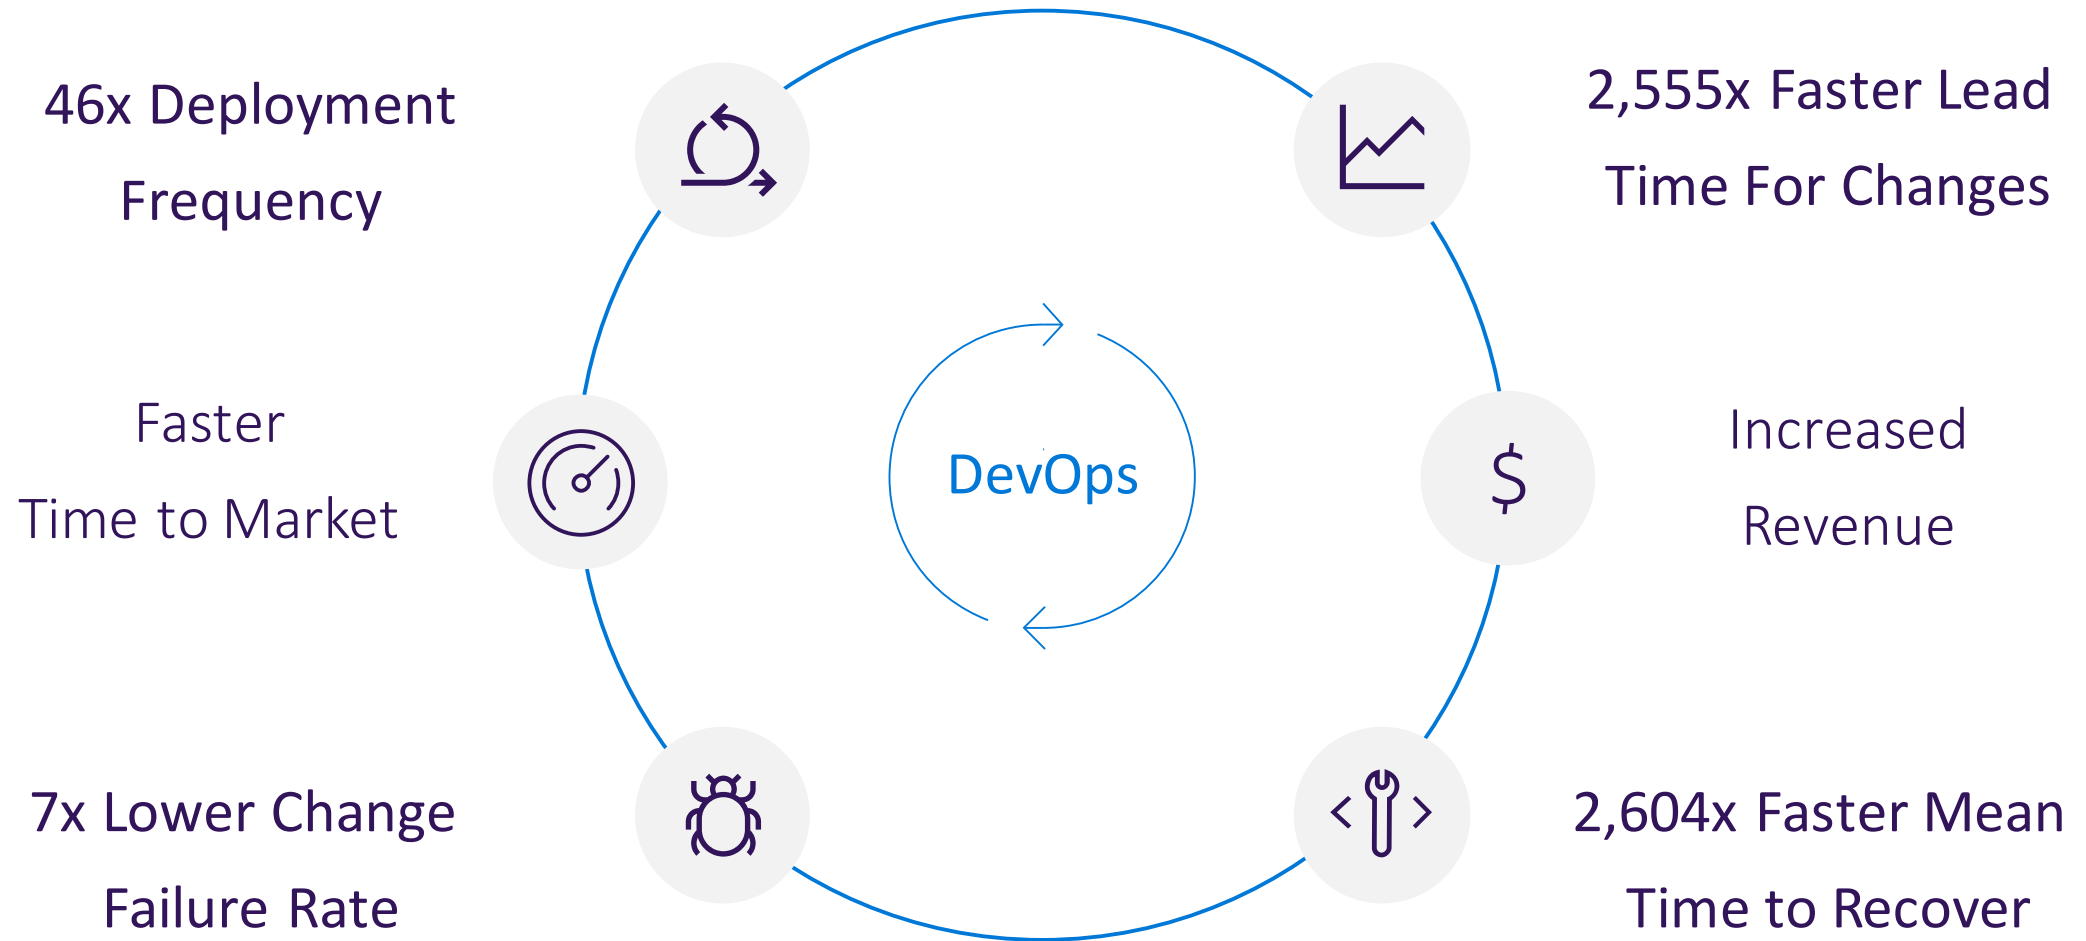 46x Deployment
Frequency
2,555x Faster Lead
Time For Changes
Faster
Time to Market
DevOps
$
Increased
Revenue
7x Lower Change
Failure Rate
2,604x Faster Mean
Time to Recover